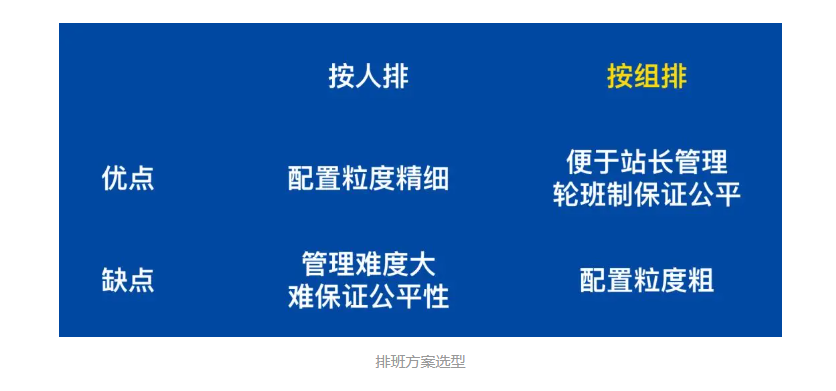 按人排
按组排
优点
配置粒度精细
便于站长管理
轮班制保证公平
缺点
管理难度大
难保证公平性
配置粒度粗
排班方案选型